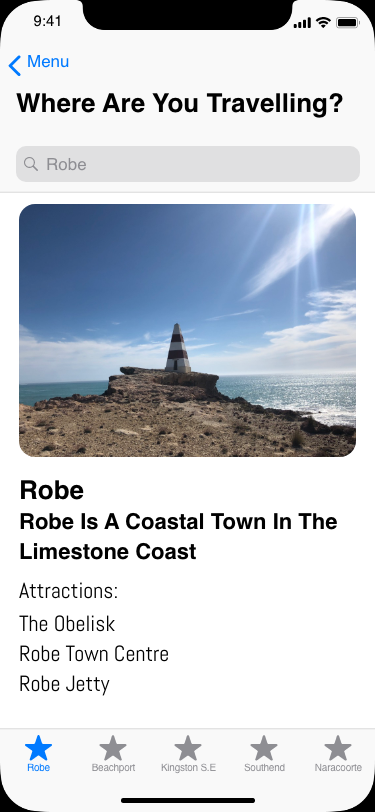 9:41
Menu
Where Are You Travelling?
Robe
Robe
Robe Is A Coastal Town In The
Limestone Coast
Attractions:
The Obelisk
Robe Town Centre
Robe Jetty
Robe Beachport Kingston S.E Southend Naracoorte